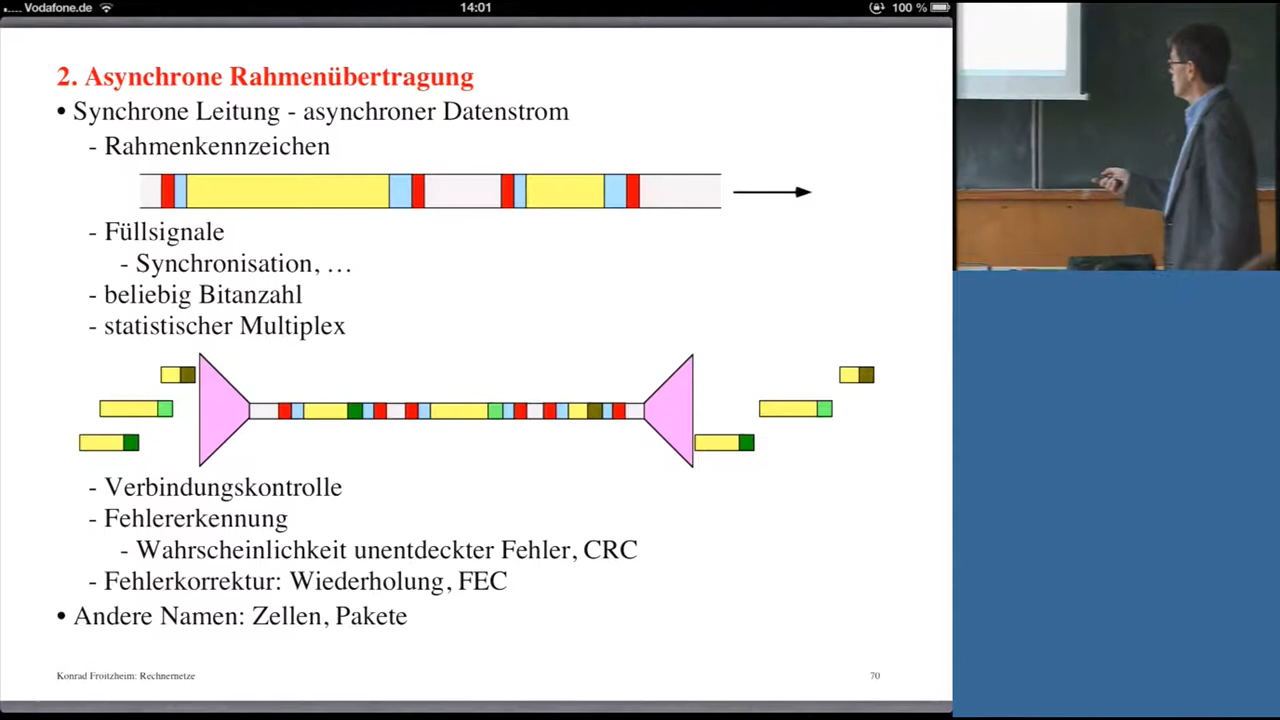 ....Vodafone.de
14:01
100 %
2. Asynchrone Rahmenübertragung
• Synchrone Leitung - asynchroner Datenstrom
- Rahmenkennzeichen
- Füllsignale
- Synchronisation, …
- beliebig Bitanzahl
- statistischer Multiplex
- Verbindungskontrolle
- Fehlererkennung
- Wahrscheinlichkeit unentdeckter Fehler, CRC
- Fehlerkorrektur: Wiederholung, FEC
• Andere Namen: Zellen, Pakete
Konrad Froitzheim: Rechnernetze
70